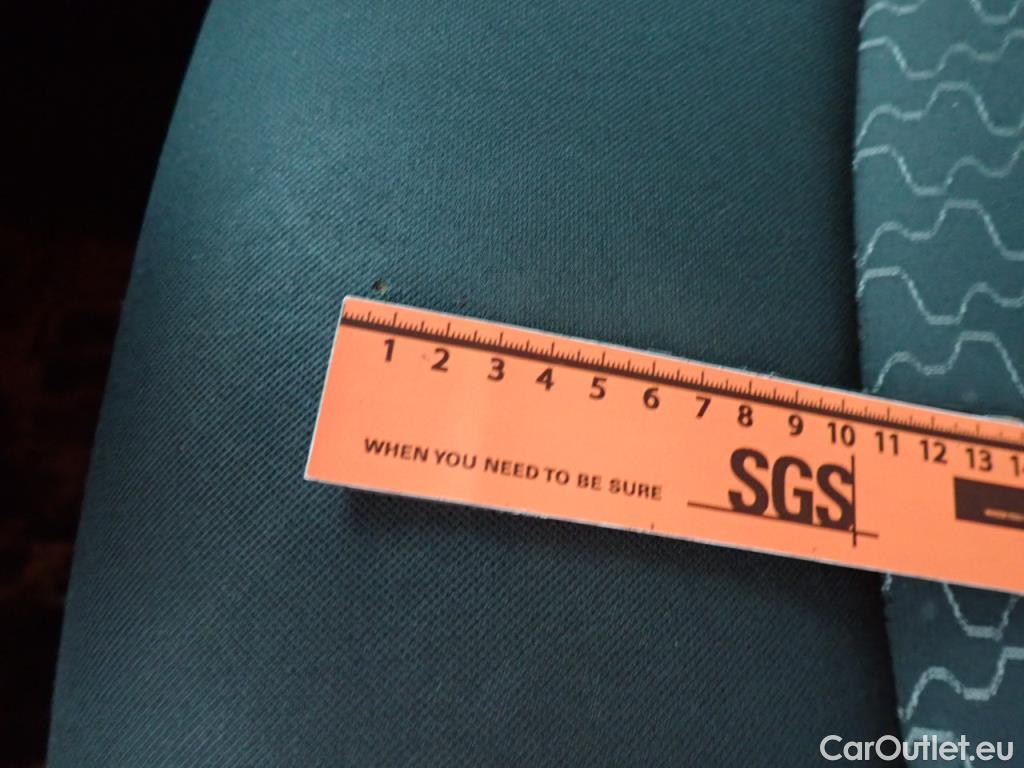 1 2 3 4 5 6 7 8 9 10 11 12 13
WHEN YOU NEED TO BE SURE
SGS
CarOutlet.eu